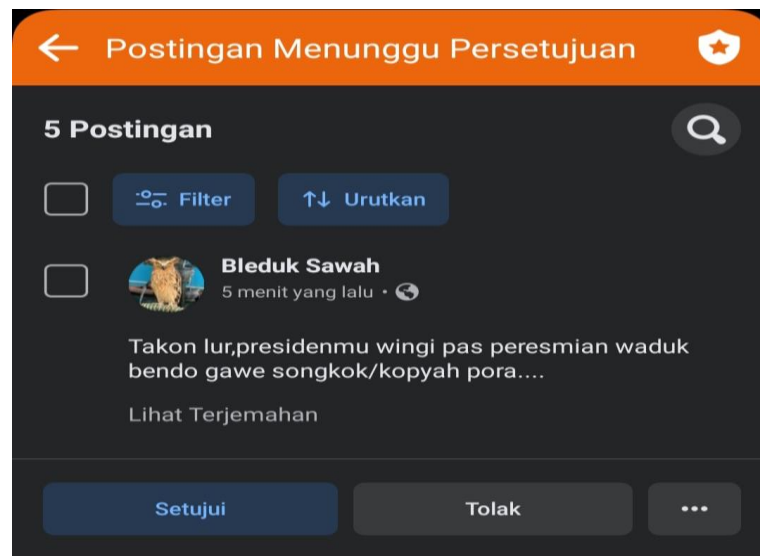 Postingan Menunggu Persetujuan
5 Postingan
Filter
Urutkan
Bleduk Sawah
5 menit yang lalu •
Takon lur,presidenmu wingi pas peresmian waduk
bendo gawe songkok/kopyah pora....
Lihat Terjemahan
Setujui
Tolak